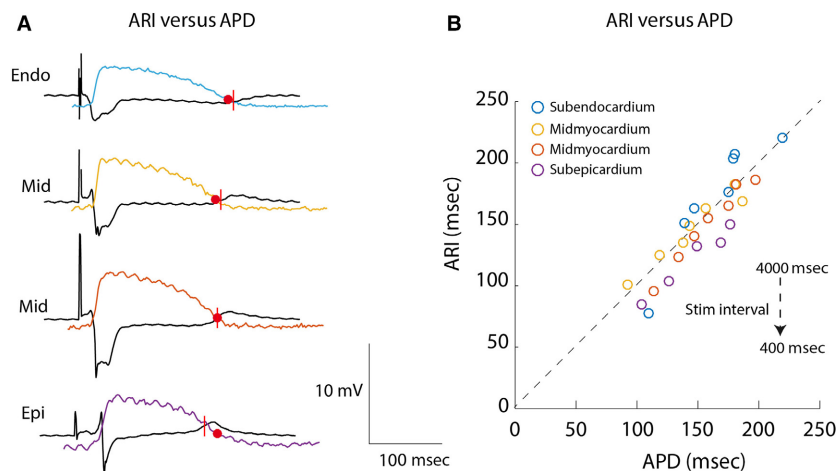 A
ARI versus APD
Endo
Mid
Mid
Epi
10 mV
100 msec
B
ARI versus APD
250
200
150
100
50
0
ARI (msec)
Subendocardium
Midmyocardium
Midmyocardium
Subepicardium
4000 msec
Stim interval
400 msec
0 50 100 150 200 250
APD (msec)